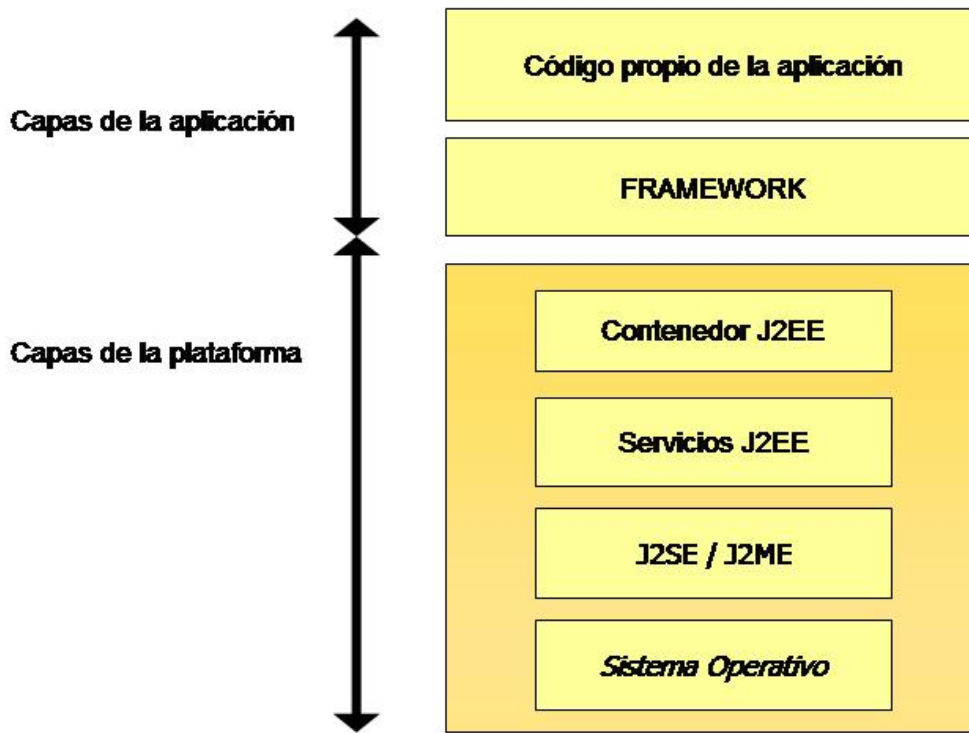 Código propio de la aplicación
Capas de la aplicación
FRAMEWORK
Contenedor J2EE
Capas de la plataforma
Servicios J2EE
J2SE / J2ME
Sistema Operativo